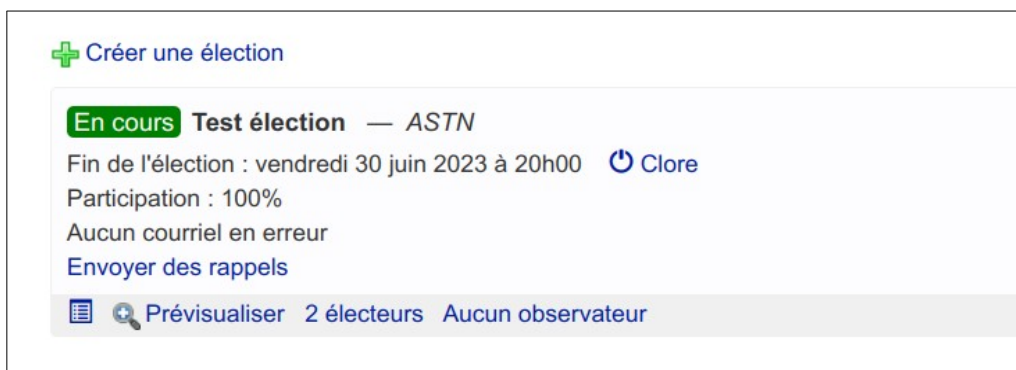 Créer une élection
En cours Test élection — ASTN
Fin de l'élection : vendredi 30 juin 2023 à 20h00 Clore
Participation : 100%
Aucun courriel en erreur
Envoyer des rappels
Prévisualiser 2 électeurs Aucun observateur